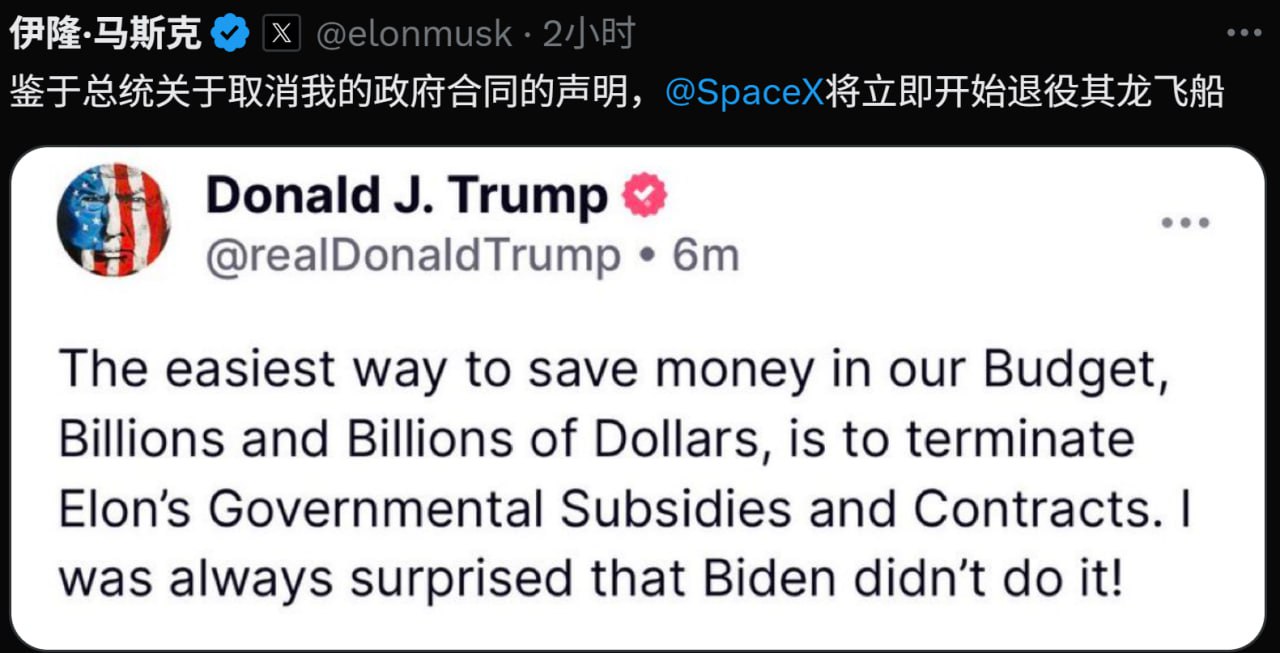 伊隆·马斯克 @elonmusk · 2小时
鉴于总统关于取消我的政府合同的声明，@SpaceX将立即开始退役其龙飞船
Donald J. Trump
@realDonaldTrump • 6m
The easiest way to save money in our Budget,
Billions and Billions of Dollars, is to terminate
Elon’s Governmental Subsidies and Contracts. I
was always surprised that Biden didn’t do it!